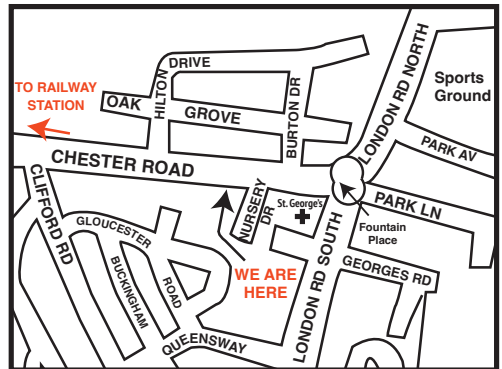 DRIVE
HILTON
TO RAILWAY
STATION
OAK
GROVE
BURTON DR
LONDON RD NORTH
Sports
Ground
PARK AV
CHESTER ROAD
CLIFFORD RD
NURSERY
DR
St. George's
PARK LN
Fountain
Place
GLOUCESTER
ROAD
BUCKINGHAM
WE ARE
HERE
LONDON RD SOUTH
GEORGES RD
QUEENSWAY